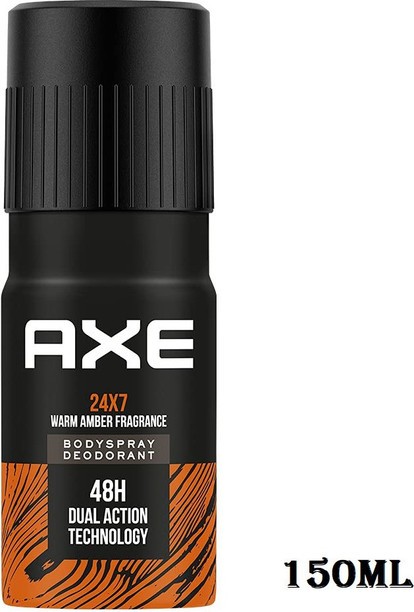 AXE
24X7
WARM AMBER FRAGRANCE
BODYSPRAY
DEODORANT
48H
DUAL ACTION
TECHNOLOGY
150ML